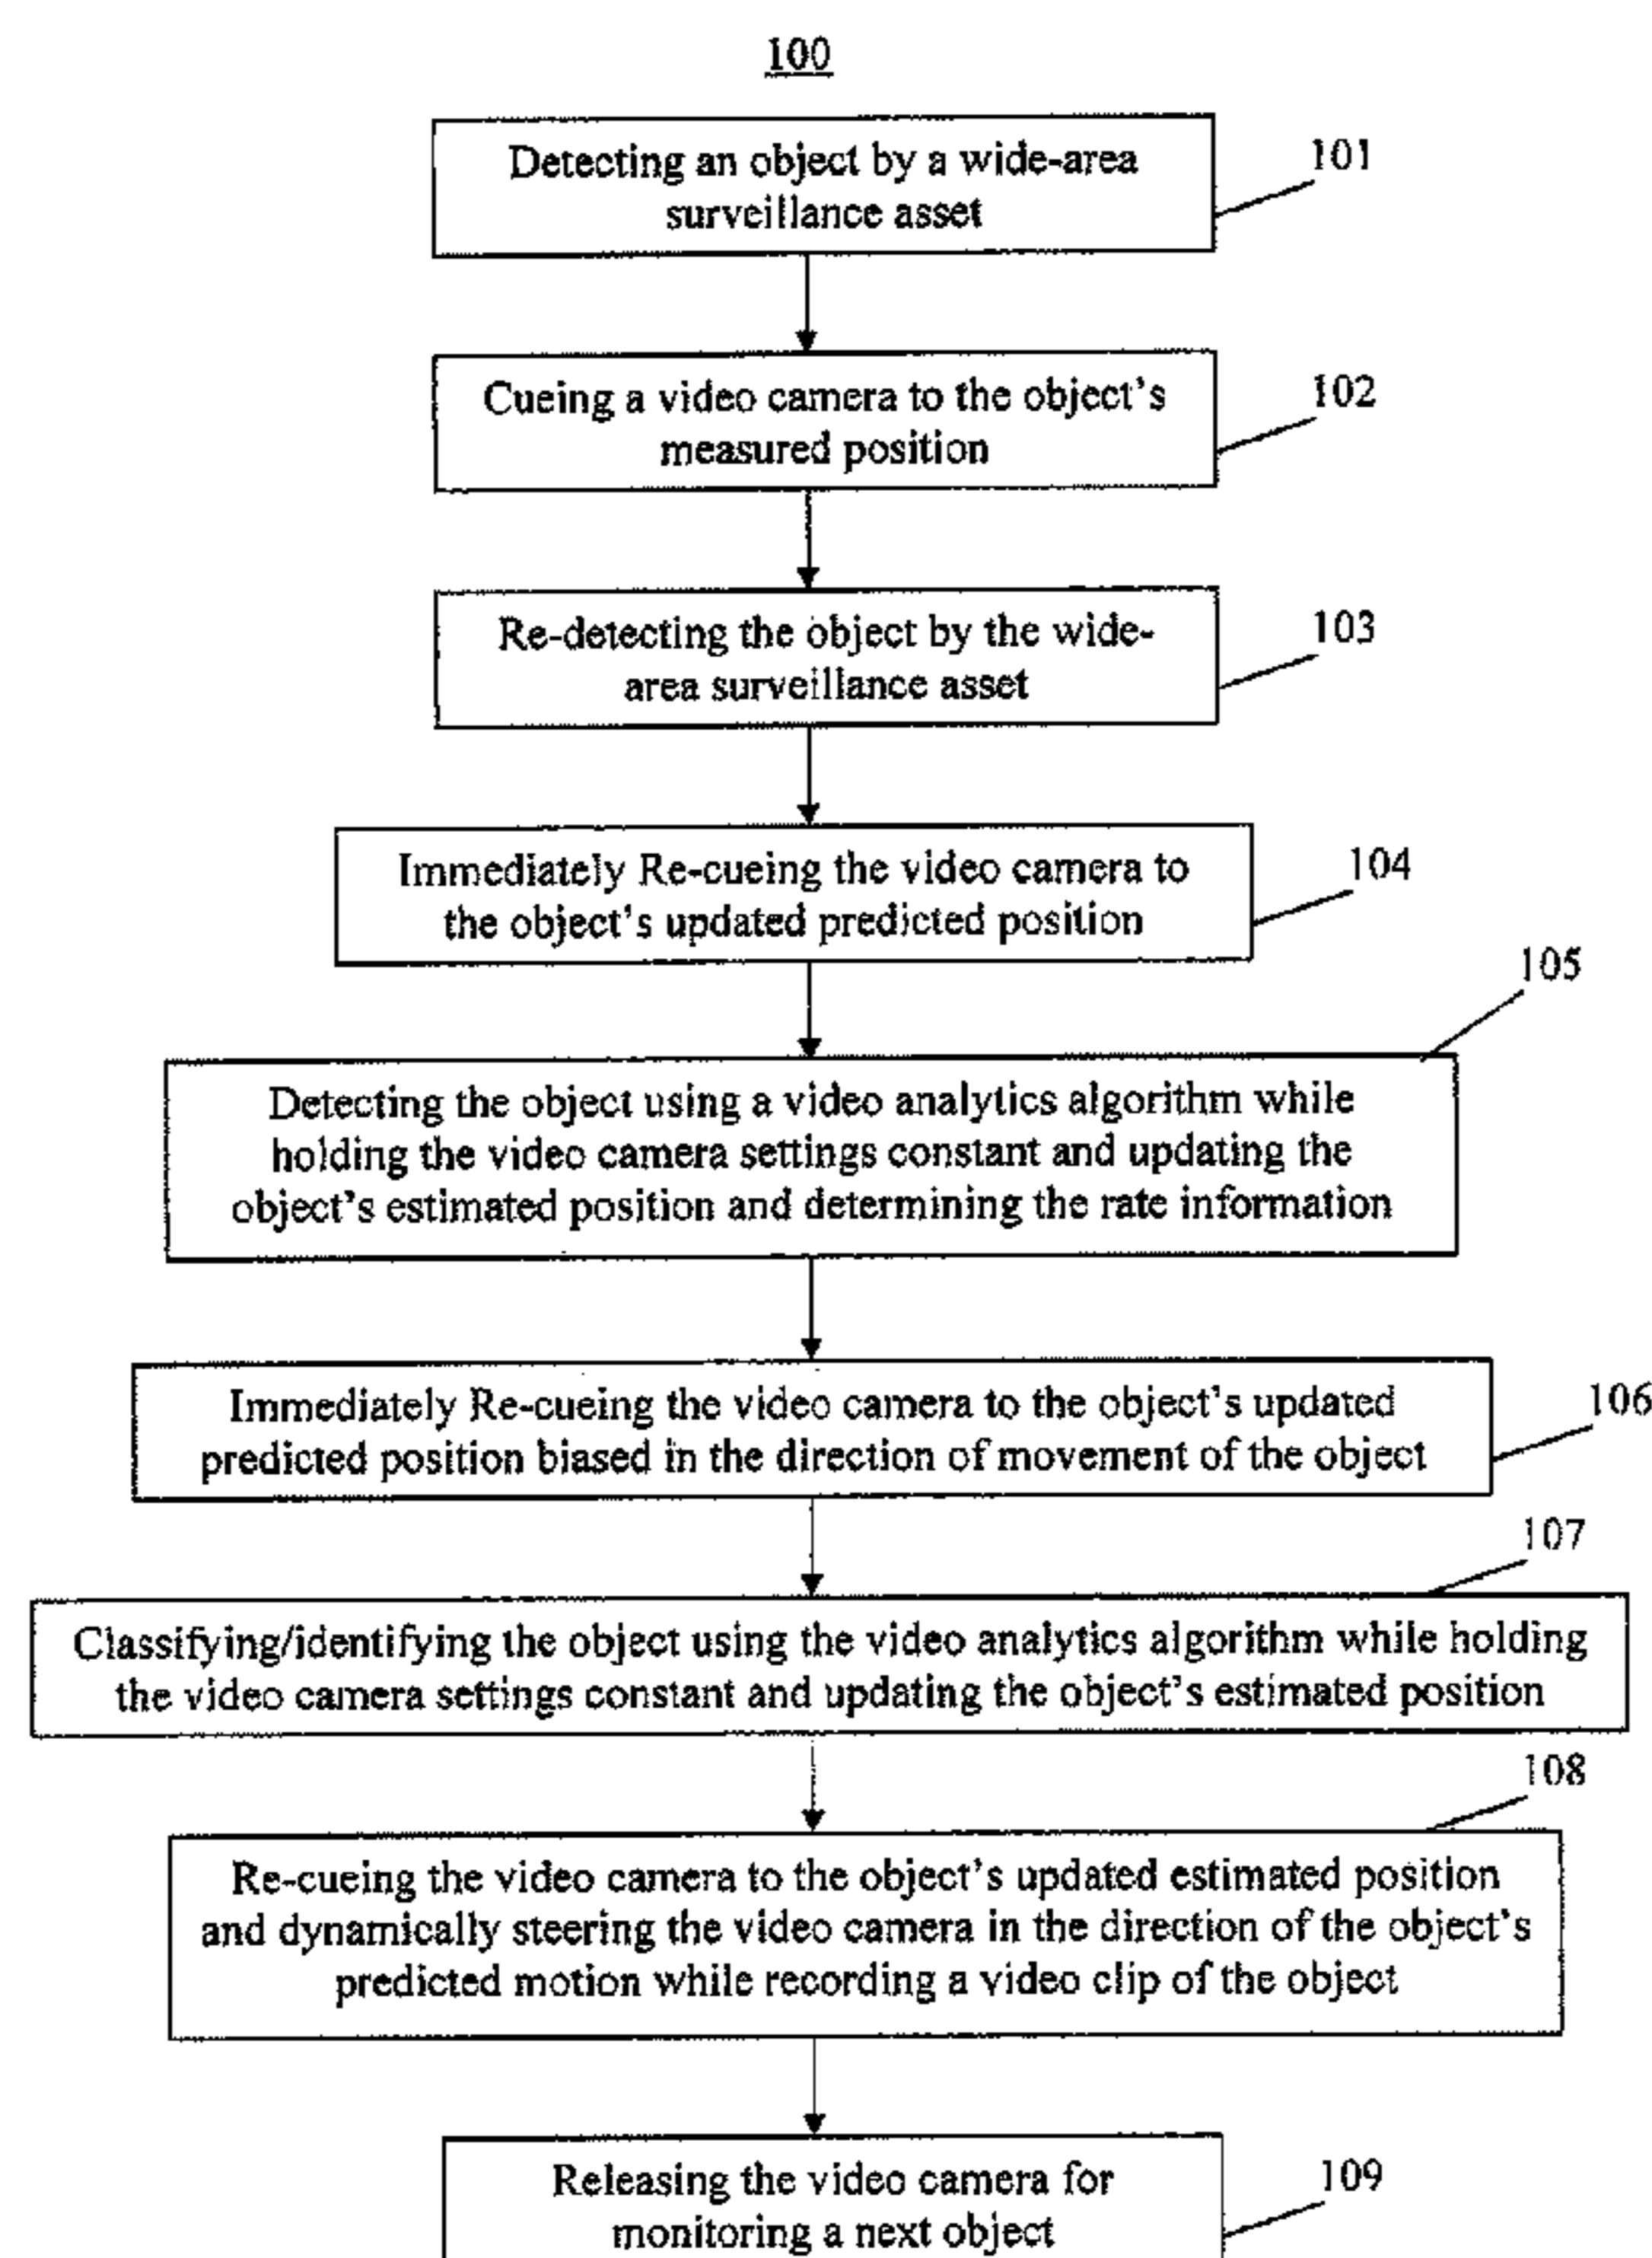 100
Detecting an object by a wide-area
surveillance asset
101
Cueing a video camera to the object's
measured position
102
Re-detecting the object by the wide-
area surveillance asset
103
Immediately Re-cueing the video camera to
the object's updated predicted position
104
105
Detecting the object using a video analytics algorithm while
holding the video camera settings constant and updating the
object's estimated position and determining the rate information
Immediately Re-cueing the video camera to the object's updated
predicted position biased in the direction of movement of the object
106
107
Classifying/identifying the object using the video analytics algorithm while holding
the video camera settings constant and updating the object's estimated position
108
Re-cueing the video camera to the object's updated estimated position
and dynamically steering the video camera in the direction of the object's
predicted motion while recording a video clip of the object
Releasing the video camera for
monitoring a next object
109